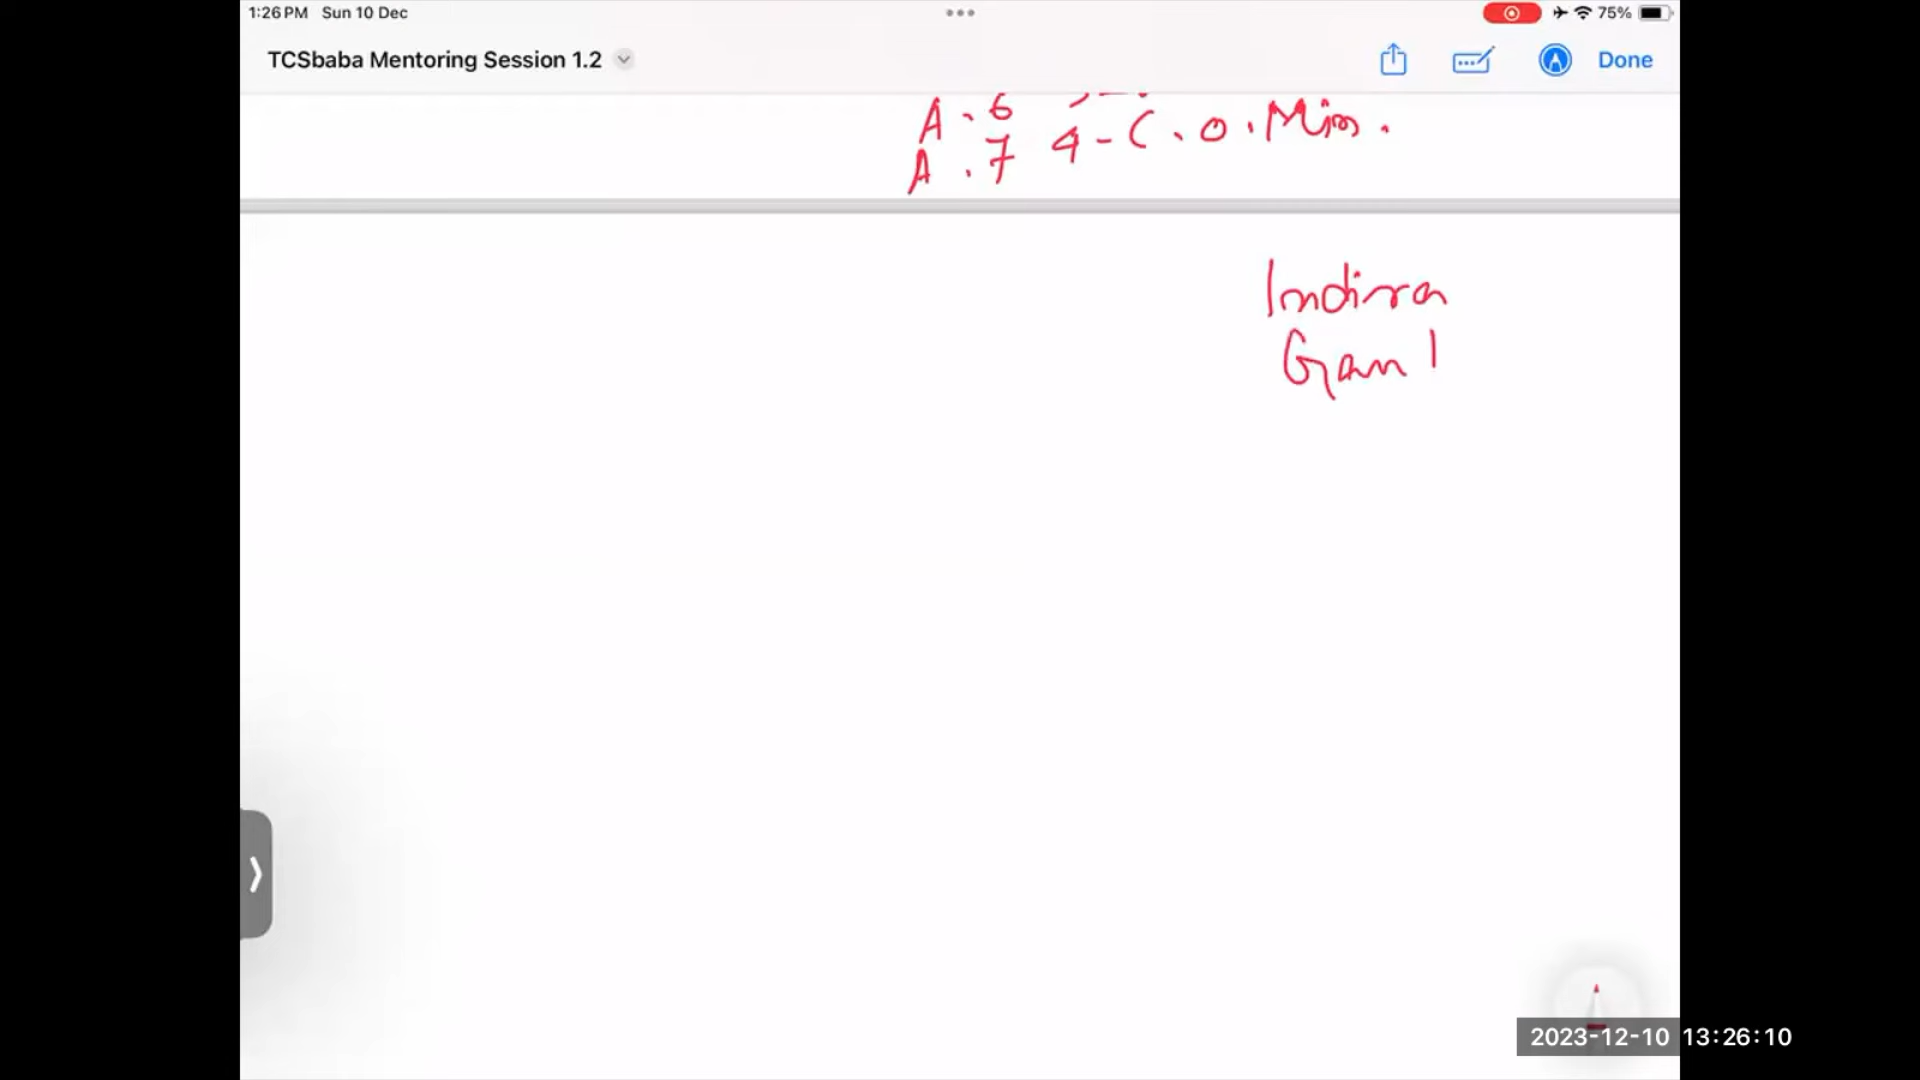 1:26 PM Sun 10 Dec 75%
TCSbaba Mentoring Session 1.2 Done
A. 6
A. 7 4 - C. O. Min.
Indira
Gan
2023-12-10 13:26:10